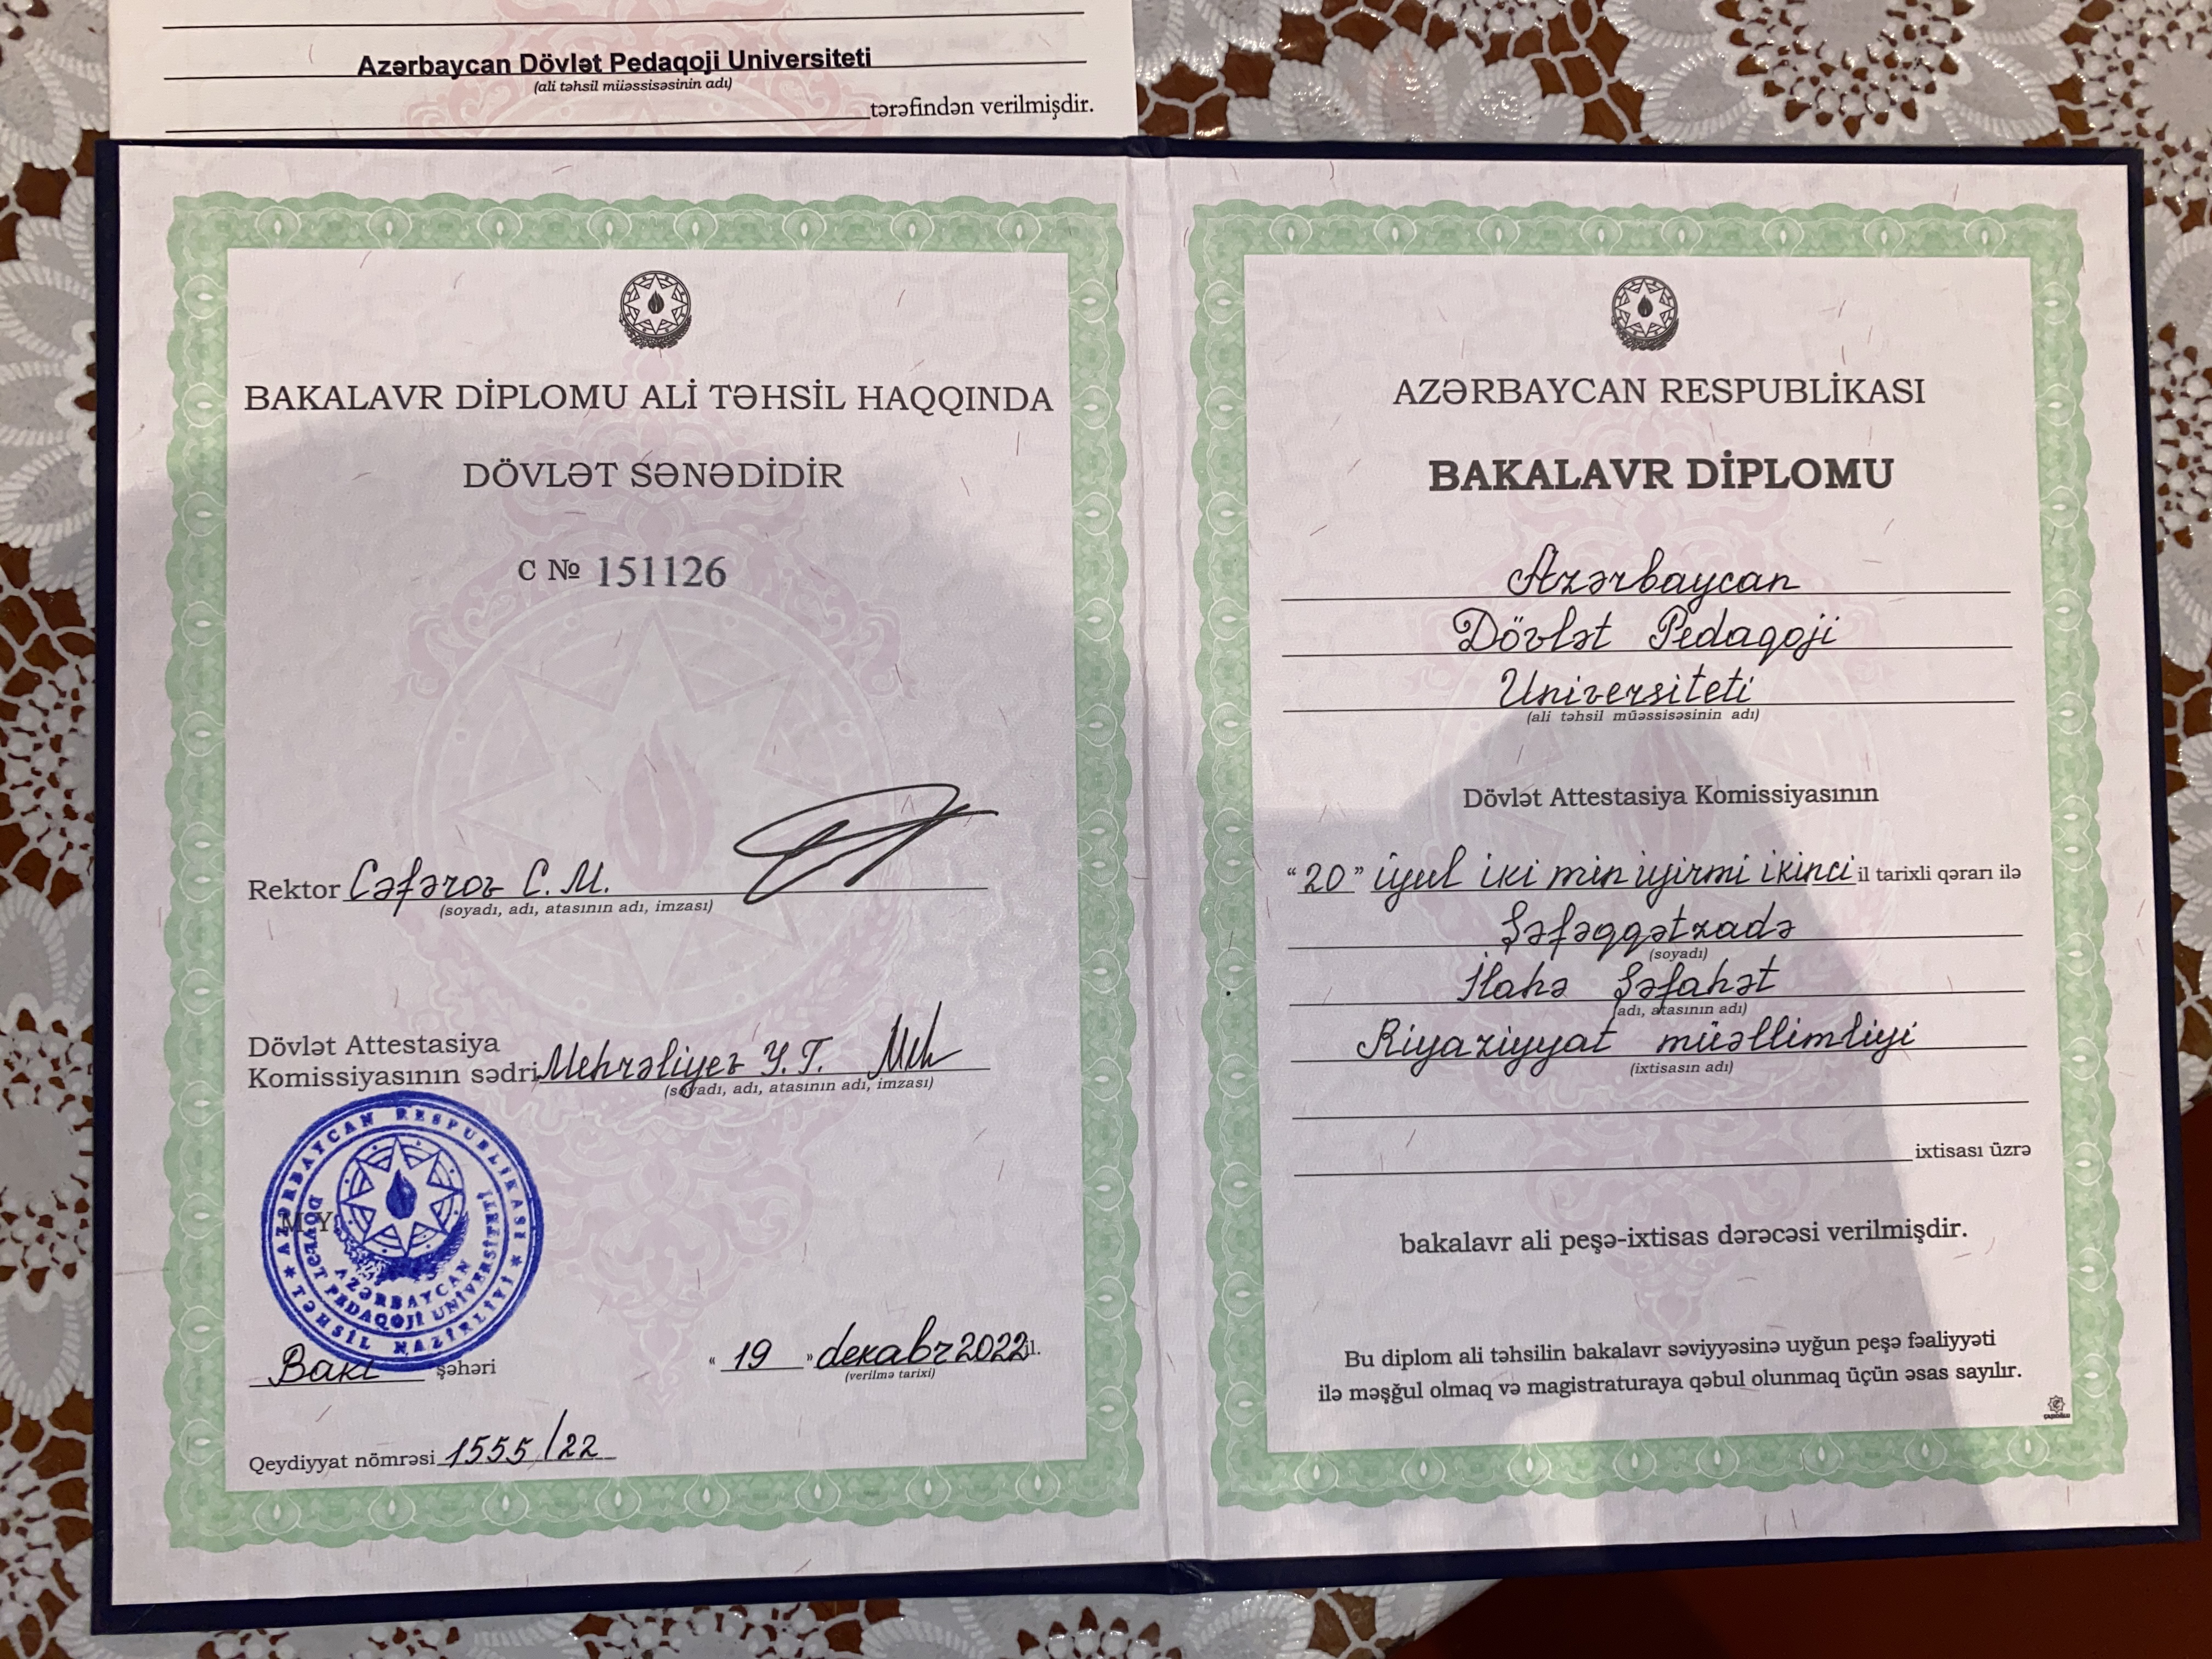 Azərbaycan Dövlət Pedaqoji Universiteti
(ali təhsil müəssisəsinin adı)
tərəfindən verilmişdir.
BAKALAVR DİPLOMU ALİ TƏHSİL HAQQINDA
DÖVLƏT SƏNƏDİDİR
C № 151126
Rektor Cəfərov C. M.
(soyadı, adı, atasının adı, imzası)
Dövlət Attestasiya
Komissiyasının sədri Mehrəliyev Y. T.
(soyadı, adı, atasının adı, imzası)
M.Y.
AZƏRBAYCAN RESPUBLİKASI
TƏHSİL NAZİRLİYİ
AZƏRBAYCAN
DÖVLƏT PEDAQOJİ UNİVERSİTETİ
Bakı şəhəri
« 19 » dekabr 2022 il.
(verilmə tarixi)
Qeydiyyat nömrəsi 1555/22
AZƏRBAYCAN RESPUBLİKASI
BAKALAVR DİPLOMU
Azərbaycan
Dövlət Pedaqoji
Universiteti
(ali təhsil müəssisəsinin adı)
Dövlət Attestasiya Komissiyasının
“20” iyul iki min iyirmi ikinci il tarixli qərarı ilə
Şəfəqqətzadə
(soyadı)
İlahə Şəfahət
(adı, atasının adı)
Riyaziyyat müəllimliyi
(ixtisasın adı)
ixtisası üzrə
bakalavr ali peşə-ixtisas dərəcəsi verilmişdir.
Bu diplom ali təhsilin bakalavr səviyyəsinə uyğun peşə fəaliyyəti
ilə məşğul olmaq və magistraturaya qəbul olunmaq üçün əsas sayılır.